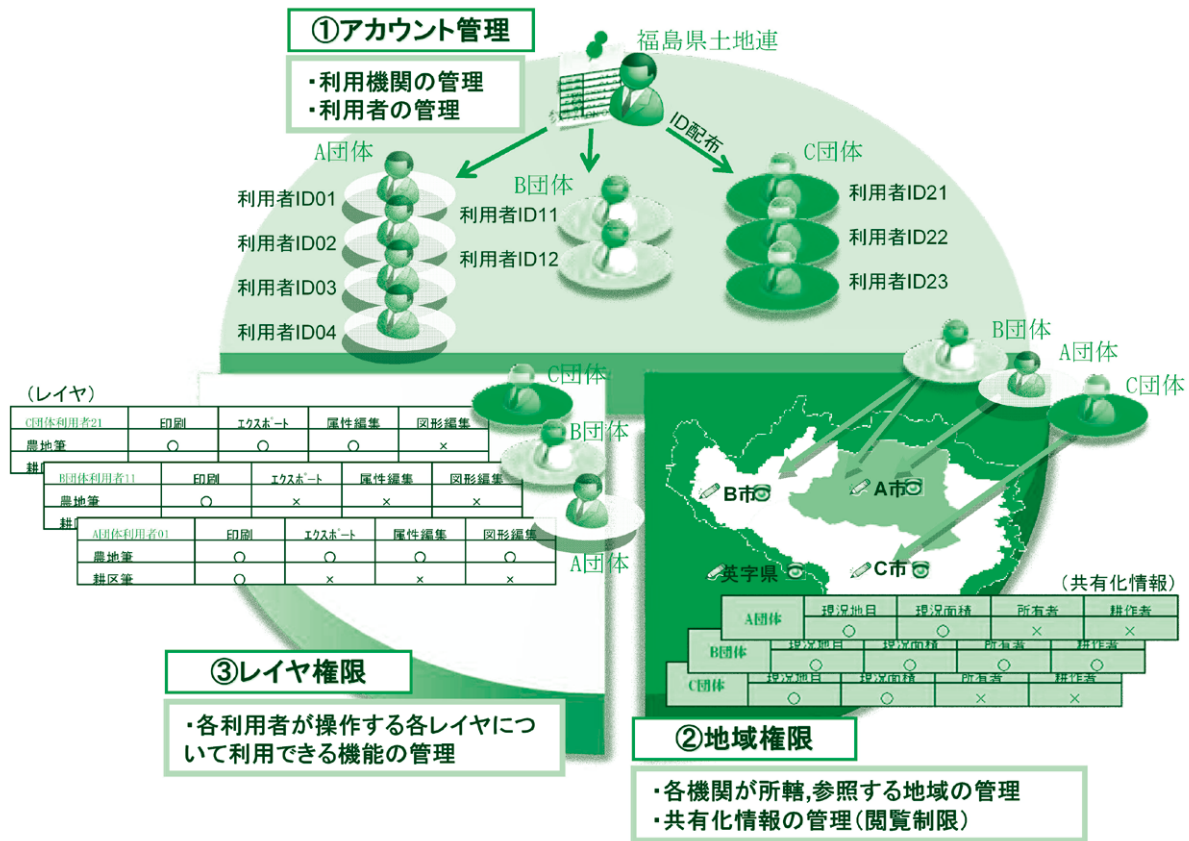 ①アカウント管理
・利用機関の管理
・利用者の管理
福島県土地連
ID配布
A団体
利用者ID01
利用者ID02
利用者ID03
利用者ID04
B団体
利用者ID11
利用者ID12
C団体
利用者ID21
利用者ID22
利用者ID23
(レイヤ)
C団体利用者21 印刷 エクスポート 属性編集 図形編集
農地筆 ○ ○ ○ ×
B団体利用者11 印刷 エクスポート 属性編集 図形編集
農地筆 ○ × × ×
A団体利用者01 印刷 エクスポート 属性編集 図形編集
農地筆 ○ ○ ○ ○
耕区筆 ○ × × ×
C団体
B団体
A団体
③レイヤ権限
・各利用者が操作する各レイヤにつ
いて利用できる機能の管理
B団体
A団体
C団体
B市
A市
英字県
C市
(共有化情報)
A団体 現況地目 現況面積 所有者 耕作者
○ ○ × ×
B団体 現況地目 現況面積 所有者 耕作者
○ ○ ○ ○
C団体 現況地目 現況面積 所有者 耕作者
○ ○ × ×
②地域権限
・各機関が所轄,参照する地域の管理
・共有化情報の管理(閲覧制限)